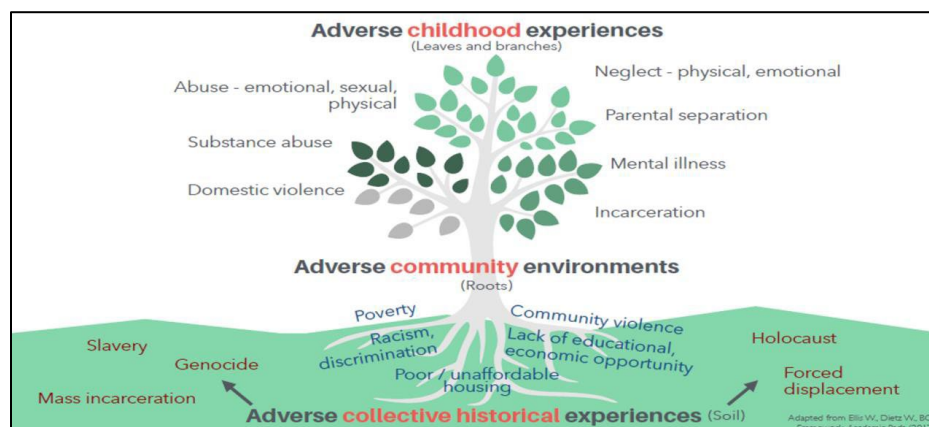 Adverse childhood experiences
(Leaves and branches)
Abuse - emotional, sexual,
physical
Neglect - physical, emotional
Parental separation
Substance abuse
Mental illness
Domestic violence
Incarceration
Adverse community environments
(Roots)
Poverty
Community violence
Racism,
discrimination
Lack of educational,
economic opportunity
Poor / unaffordable
housing
Slavery
Genocide
Mass incarceration
Holocaust
Forced
displacement
Adverse collective historical experiences (Soil)
Adapted from Ellis W., Dietz W., BC